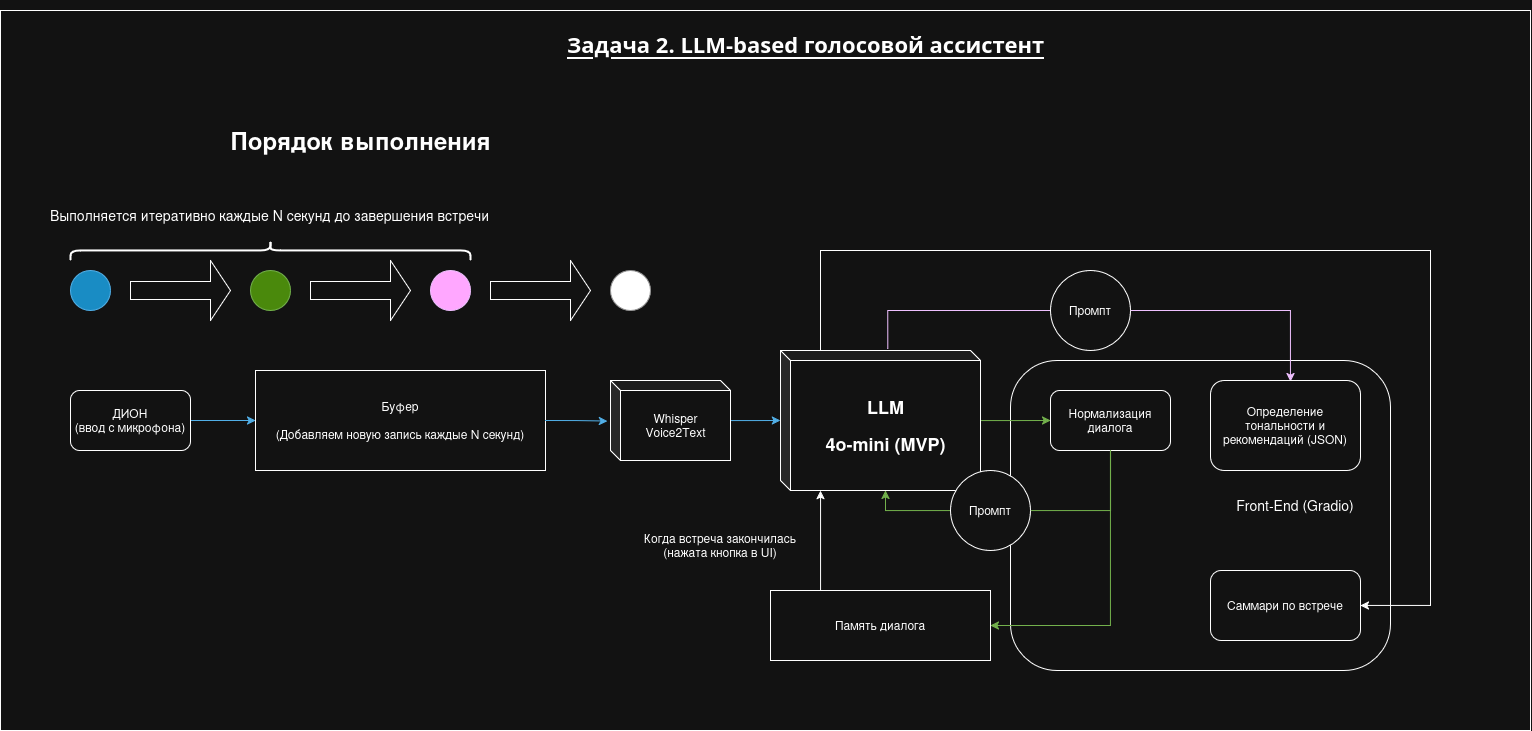 Задача 2. LLM-based голосовой ассистент
Порядок выполнения
Выполняется итеративно каждые N секунд до завершения встречи
Промпт
ДИОН
(ввод с микрофона)
Буфер
(Добавляем новую запись каждые N секунд)
Whisper
Voice2Text
LLM
4o-mini (MVP)
Нормализация
диалога
Определение
тональности и
рекомендаций (JSON)
Front-End (Gradio)
Промпт
Когда встреча закончилась
(нажата кнопка в UI)
Память диалога
Саммари по встрече